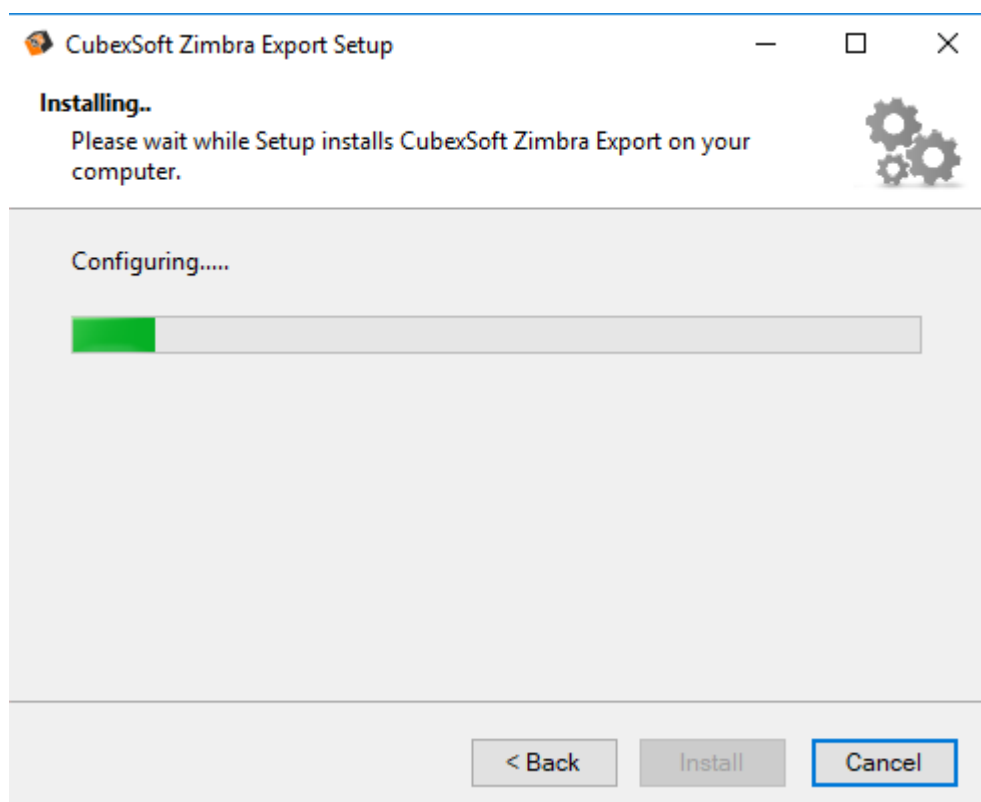 CubexSoft Zimbra Export Setup
Installing..
Please wait while Setup installs CubexSoft Zimbra Export on your
computer.
Configuring.....
< Back
Install
Cancel